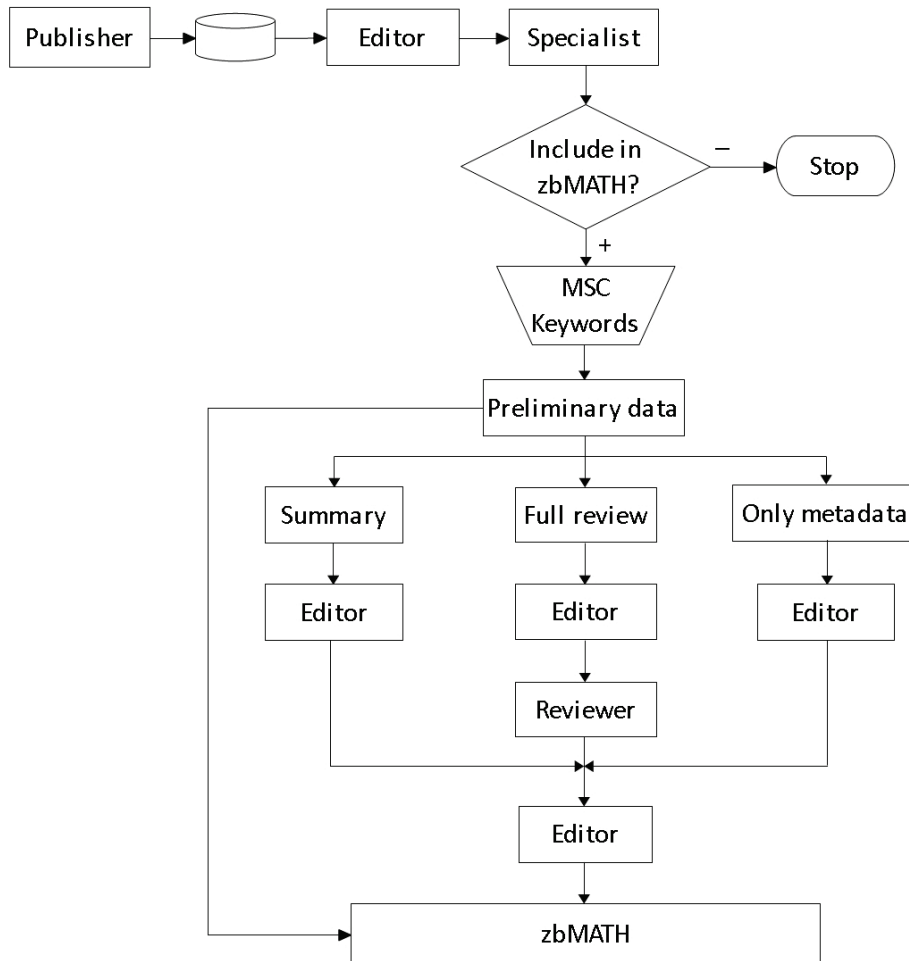 Publisher
Editor
Specialist
Include in
zbMATH?
–
Stop
+
MSC
Keywords
Preliminary data
Summary
Full review
Only metadata
Editor
Editor
Editor
Reviewer
Editor
zbMATH